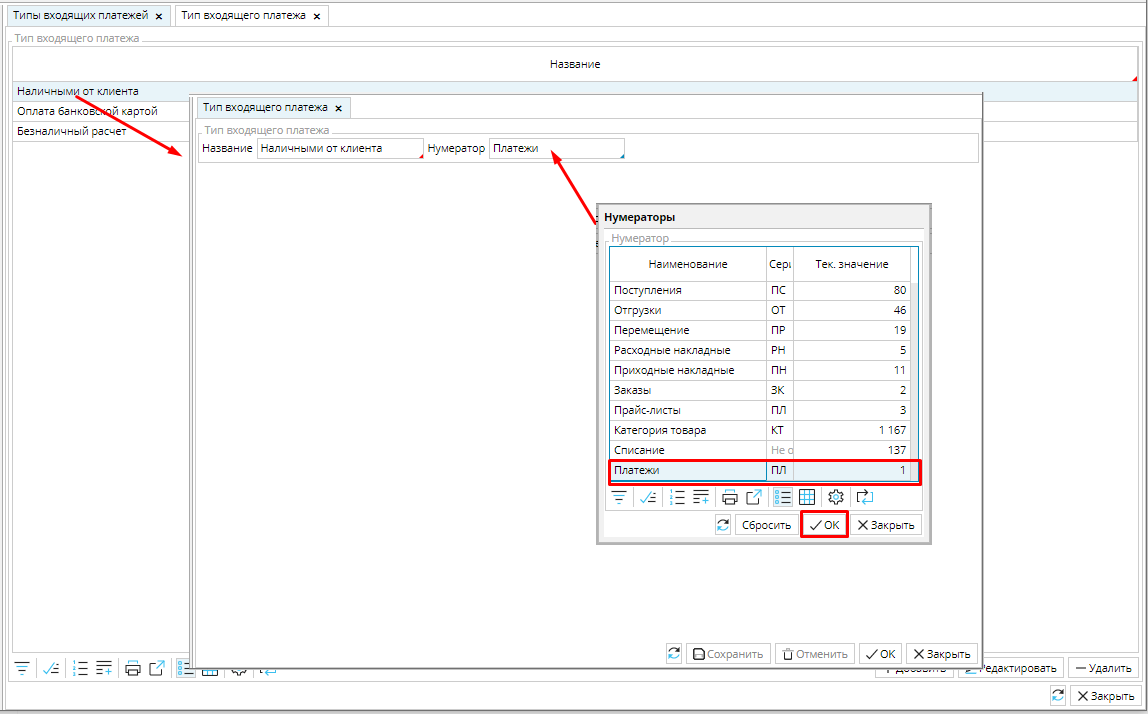 Типы входящих платежей × Тип входящего платежа ×
Тип входящего платежа
Название
Наличными от клиента
Оплата банковской картой
Безналичный расчет
Тип входящего платежа ×
Тип входящего платежа
Название Наличными от клиента Нумератор Платежи
Нумераторы
Нумератор
Наименование Сери Тек. значение
Поступления ПС 80
Отгрузки ОТ 46
Перемещение ПР 19
Расходные накладные РН 5
Приходные накладные ПН 11
Заказы ЗК 2
Прайс-листы ПЛ 3
Категория товара КТ 1 167
Списание Не о 137
Платежи ПЛ 1
Сбросить OK Закрыть
Сохранить Отменить OK Закрыть
Добавить Редактировать Удалить
Закрыть